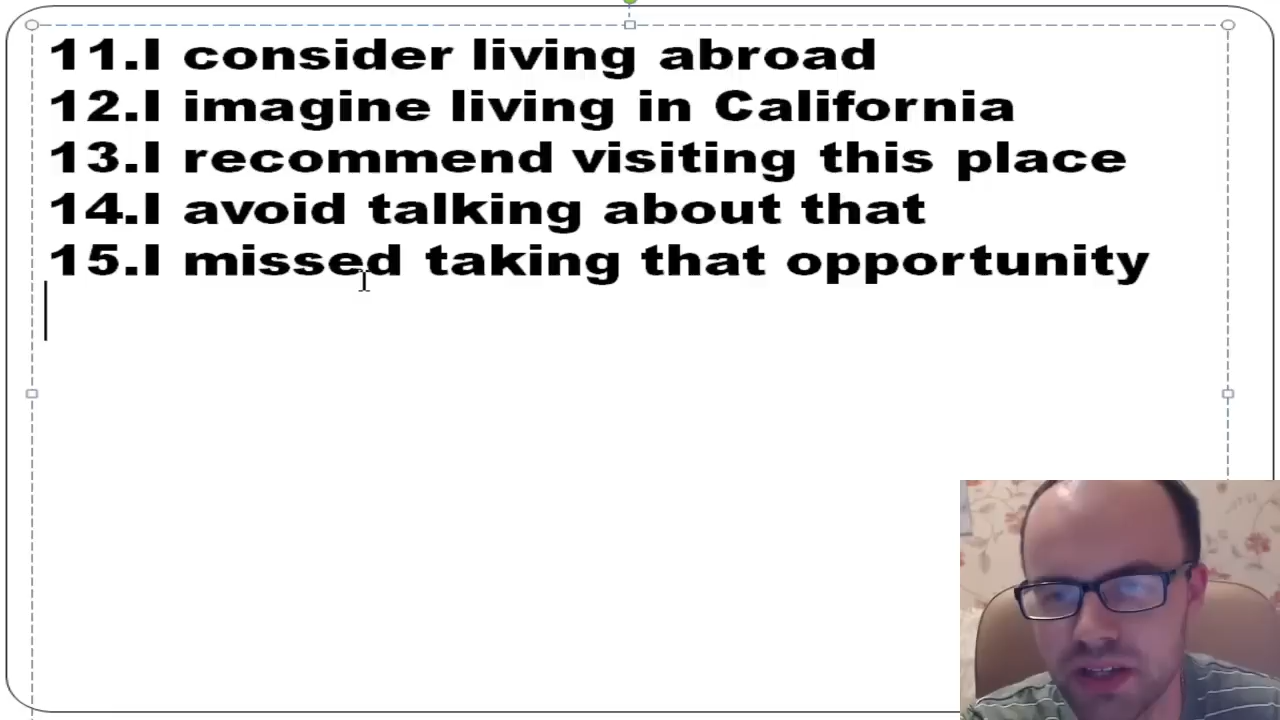 11.I consider living abroad
12.I imagine living in California
13.I recommend visiting this place
14.I avoid talking about that
15.I missed taking that opportunity